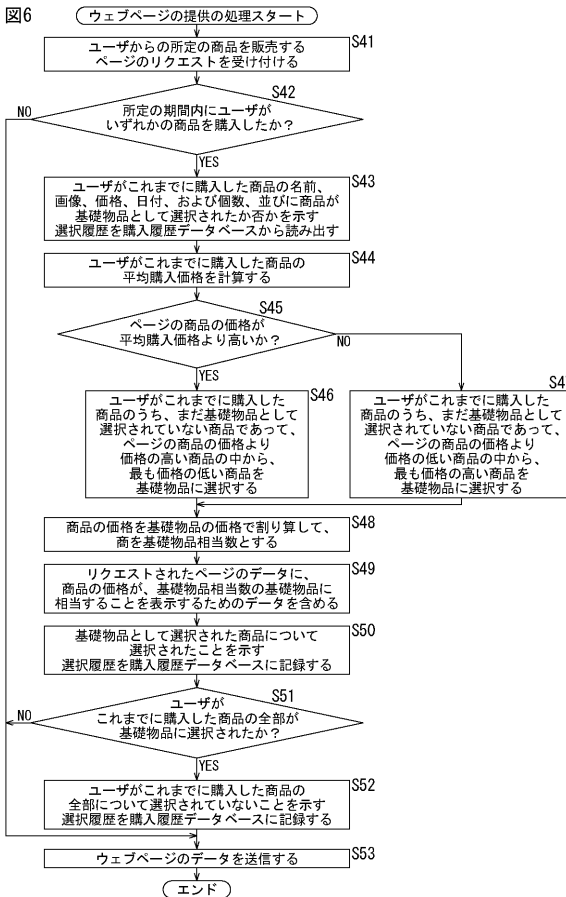 図6
ウェブページの提供の処理スタート
S41
ユーザからの所定の商品を販売する
ページのリクエストを受け付ける
S42
所定の期間内にユーザが
いずれかの商品を購入したか?
NO
YES
S43
ユーザがこれまでに購入した商品の名前、
画像、価格、日付、および個数、並びに商品が
基礎物品として選択されたか否かを示す
選択履歴を購入履歴データベースから読み出す
S44
ユーザがこれまでに購入した商品の
平均購入価格を計算する
S45
ページの商品の価格が
平均購入価格より高いか?
NO
YES
S46
ユーザがこれまでに購入した
商品のうち、まだ基礎物品として
選択されていない商品であって、
ページの商品の価格より
価格の高い商品の中から、
最も価格の低い商品を
基礎物品に選択する
S4
ユーザがこれまでに購入した
商品のうち、まだ基礎物品として
選択されていない商品であって、
ページの商品の価格より
価格の低い商品の中から、
最も価格の高い商品を
基礎物品に選択する
S48
商品の価格を基礎物品の価格で割り算して、
商を基礎物品相当数とする
S49
リクエストされたページのデータに、
商品の価格が、基礎物品相当数の基礎物品に
相当することを表示するためのデータを含める
S50
基礎物品として選択された商品について
選択されたことを示す
選択履歴を購入履歴データベースに記録する
S51
ユーザが
これまでに購入した商品の全部が
基礎物品に選択されたか?
NO
YES
S52
ユーザがこれまでに購入した商品の
全部について選択されていないことを示す
選択履歴を購入履歴データベースに記録する
S53
ウェブページのデータを送信する
エンド